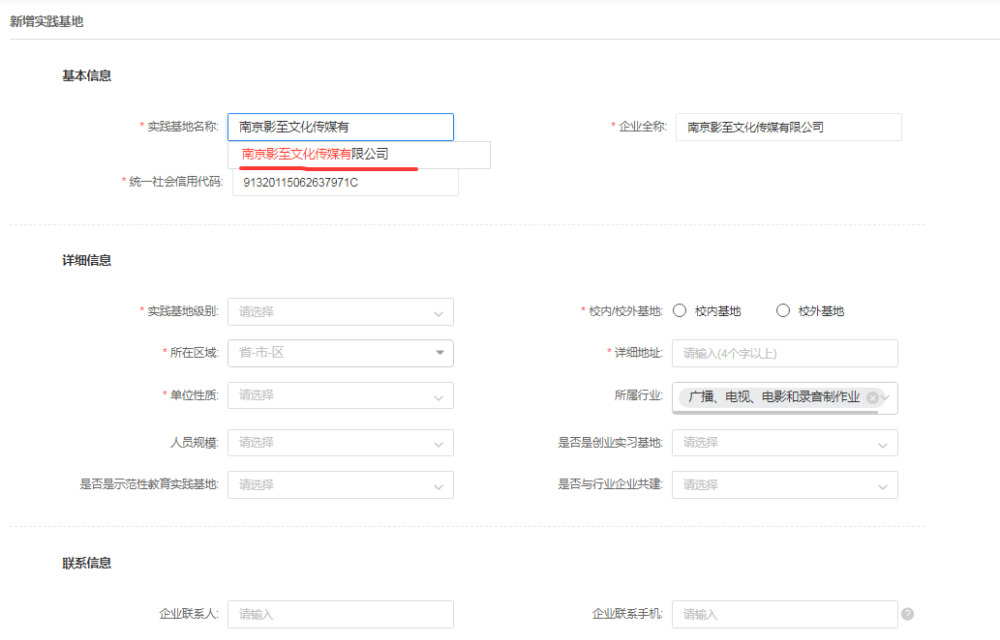 新增实践基地
基本信息
* 实践基地名称: 南京影至文化传媒有 * 企业全称: 南京影至文化传媒有限公司
南京影至文化传媒有限公司
* 统一社会信用代码: 91320115062637971C
详细信息
* 实践基地级别: 请选择 * 校内/校外基地: 校内基地 校外基地
* 所在区域: 省-市-区 * 详细地址: 请输入(4个字以上)
* 单位性质: 请选择 所属行业: 广播、电视、电影和录音制作业
人员规模: 请选择 是否是创业实习基地: 请选择
是否是示范性教育实践基地: 请选择 是否与行业企业共建: 请选择
联系信息
企业联系人: 请输入 企业联系手机: 请输入 ?